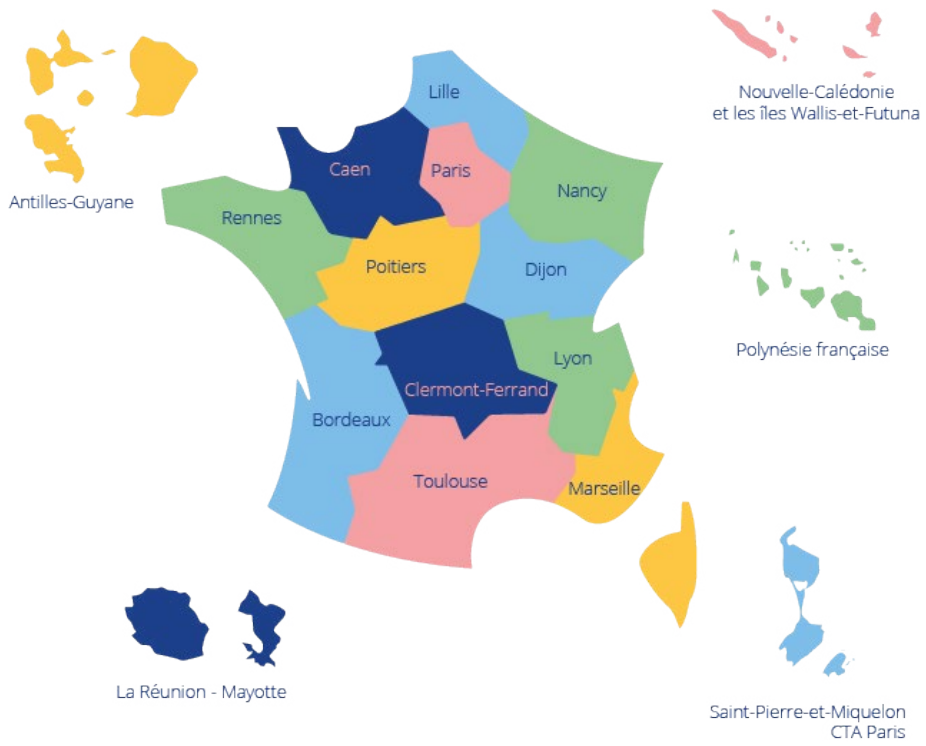 Lille
Nouvelle-Calédonie
et les îles Wallis-et-Futuna
Caen
Paris
Nancy
Antilles-Guyane
Rennes
Poitiers
Dijon
Polynésie française
Lyon
Clermont-Ferrand
Bordeaux
Toulouse
Marseille
La Réunion - Mayotte
Saint-Pierre-et-Miquelon
CTA Paris